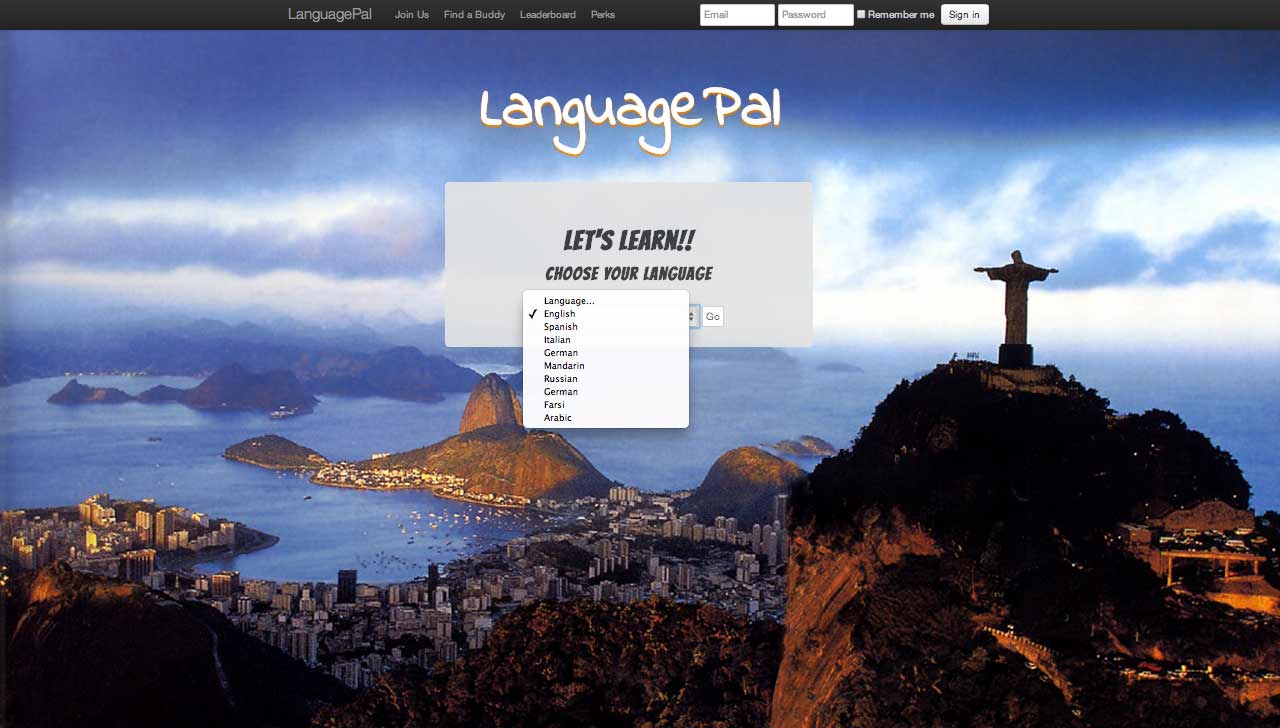 LanguagePal Join Us Find a Buddy Leaderboard Perks Email Password Remember me Sign in
Language Pal
LET'S LEARN!!
CHOOSE YOUR LANGUAGE
Language...
✓ English
Go
Spanish
Italian
German
Mandarin
Russian
German
Farsi
Arabic